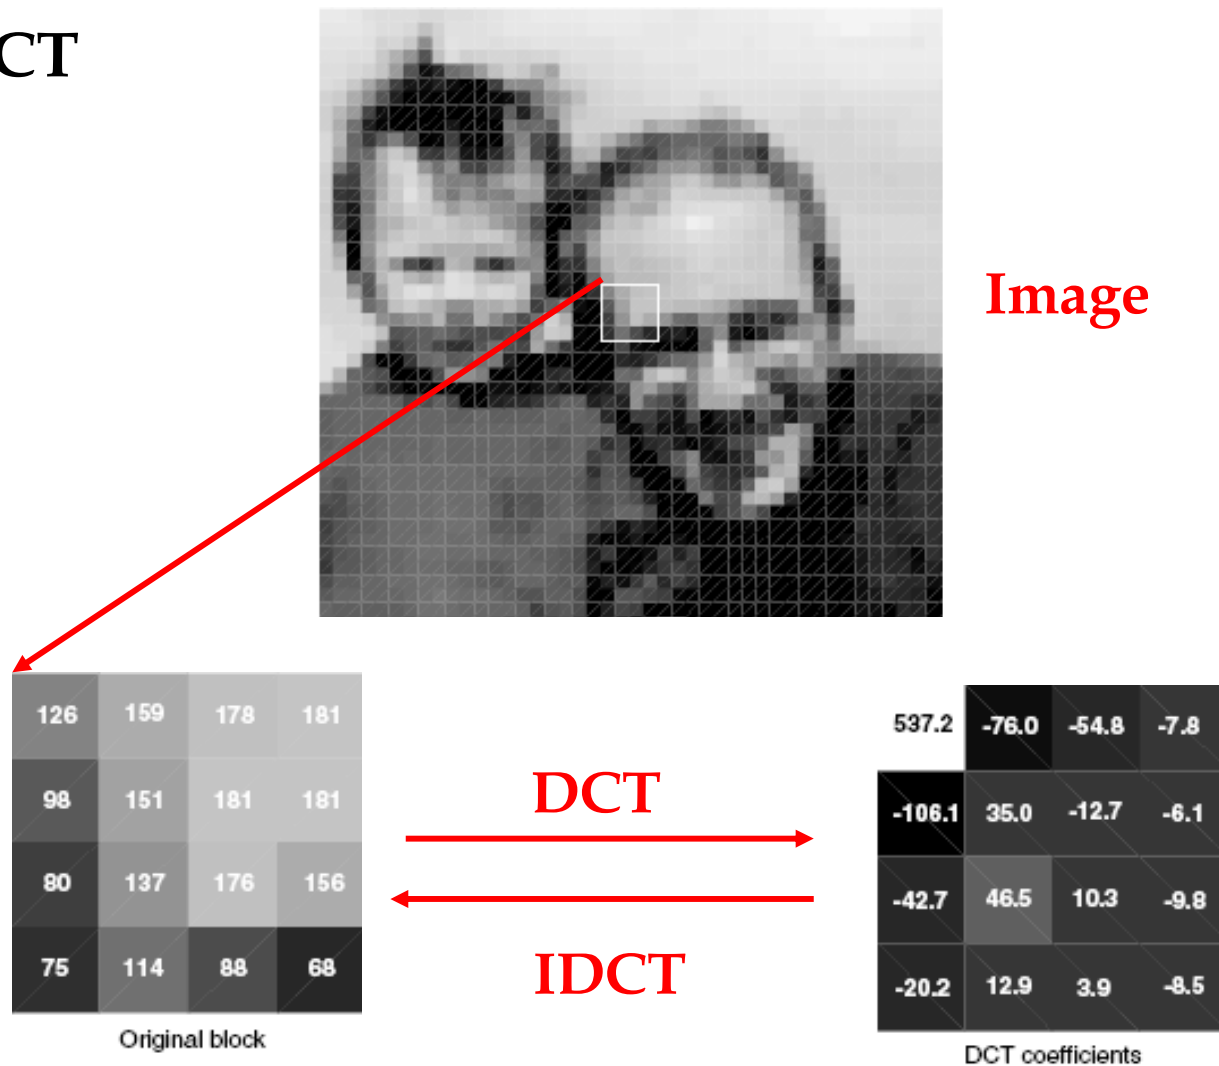 CT
Image
126 159 178 181
98 151 181 181
80 137 176 156
75 114 88 68
Original block
DCT
IDCT
537.2 -76.0 -54.8 -7.8
-106.1 35.0 -12.7 -6.1
-42.7 46.5 10.3 -9.8
-20.2 12.9 3.9 -8.5
DCT coefficients